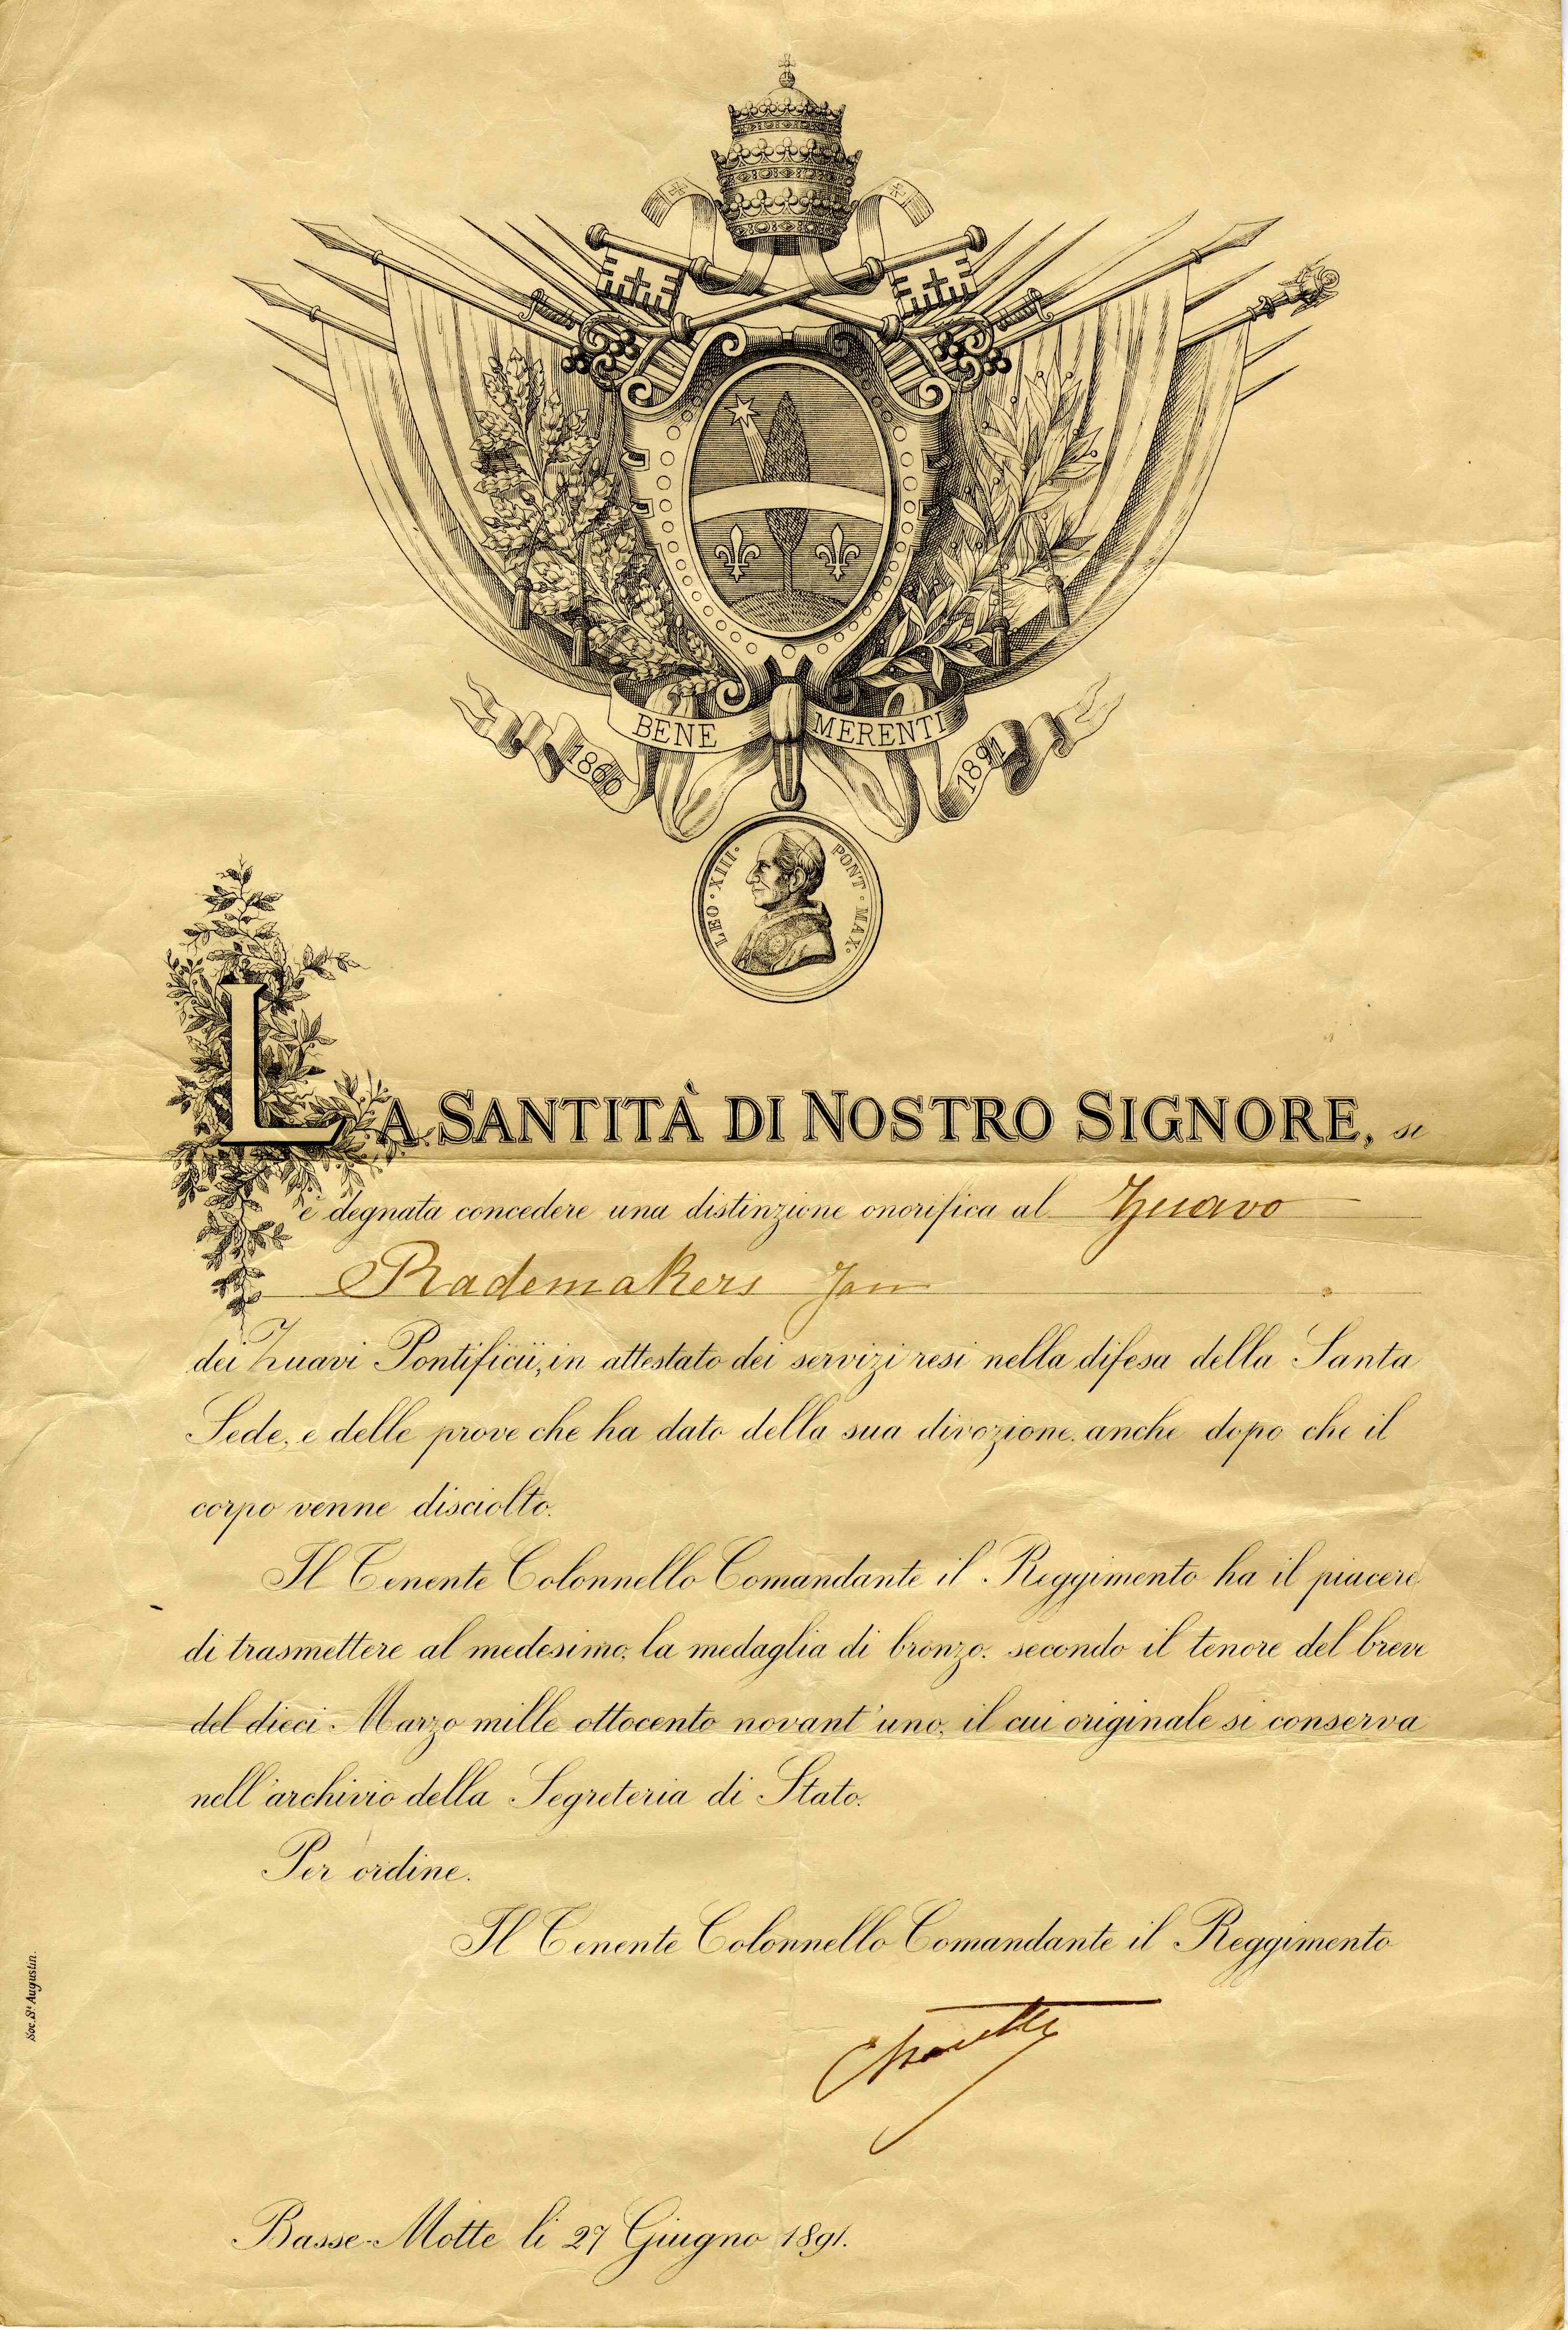 BENE MERENTI
1860 1891
LEO · XIII · PONT · MAX.
LA SANTITÀ DI NOSTRO SIGNORE, si
è degnata concedere una distinzione onorifica al Zuavo
Rademakers Jan
dei Zuavi Pontificii, in attestato dei servizi resi nella difesa della Santa
Sede, e delle prove che ha dato della sua divozione, anche dopo che il
corpo venne disciolto.
Il Tenente Colonnello Comandante il Reggimento ha il piacere
di trasmettere al medesimo, la medaglia di bronzo, secondo il tenore del breve
del dieci Marzo mille ottocento novant'uno, il cui originale si conserva
nell'archivio della Segreteria di Stato.
Per ordine.
Il Tenente Colonnello Comandante il Reggimento
Charette
Basse-Motte li 27 Giugno 1891.
Soc. St Augustin.